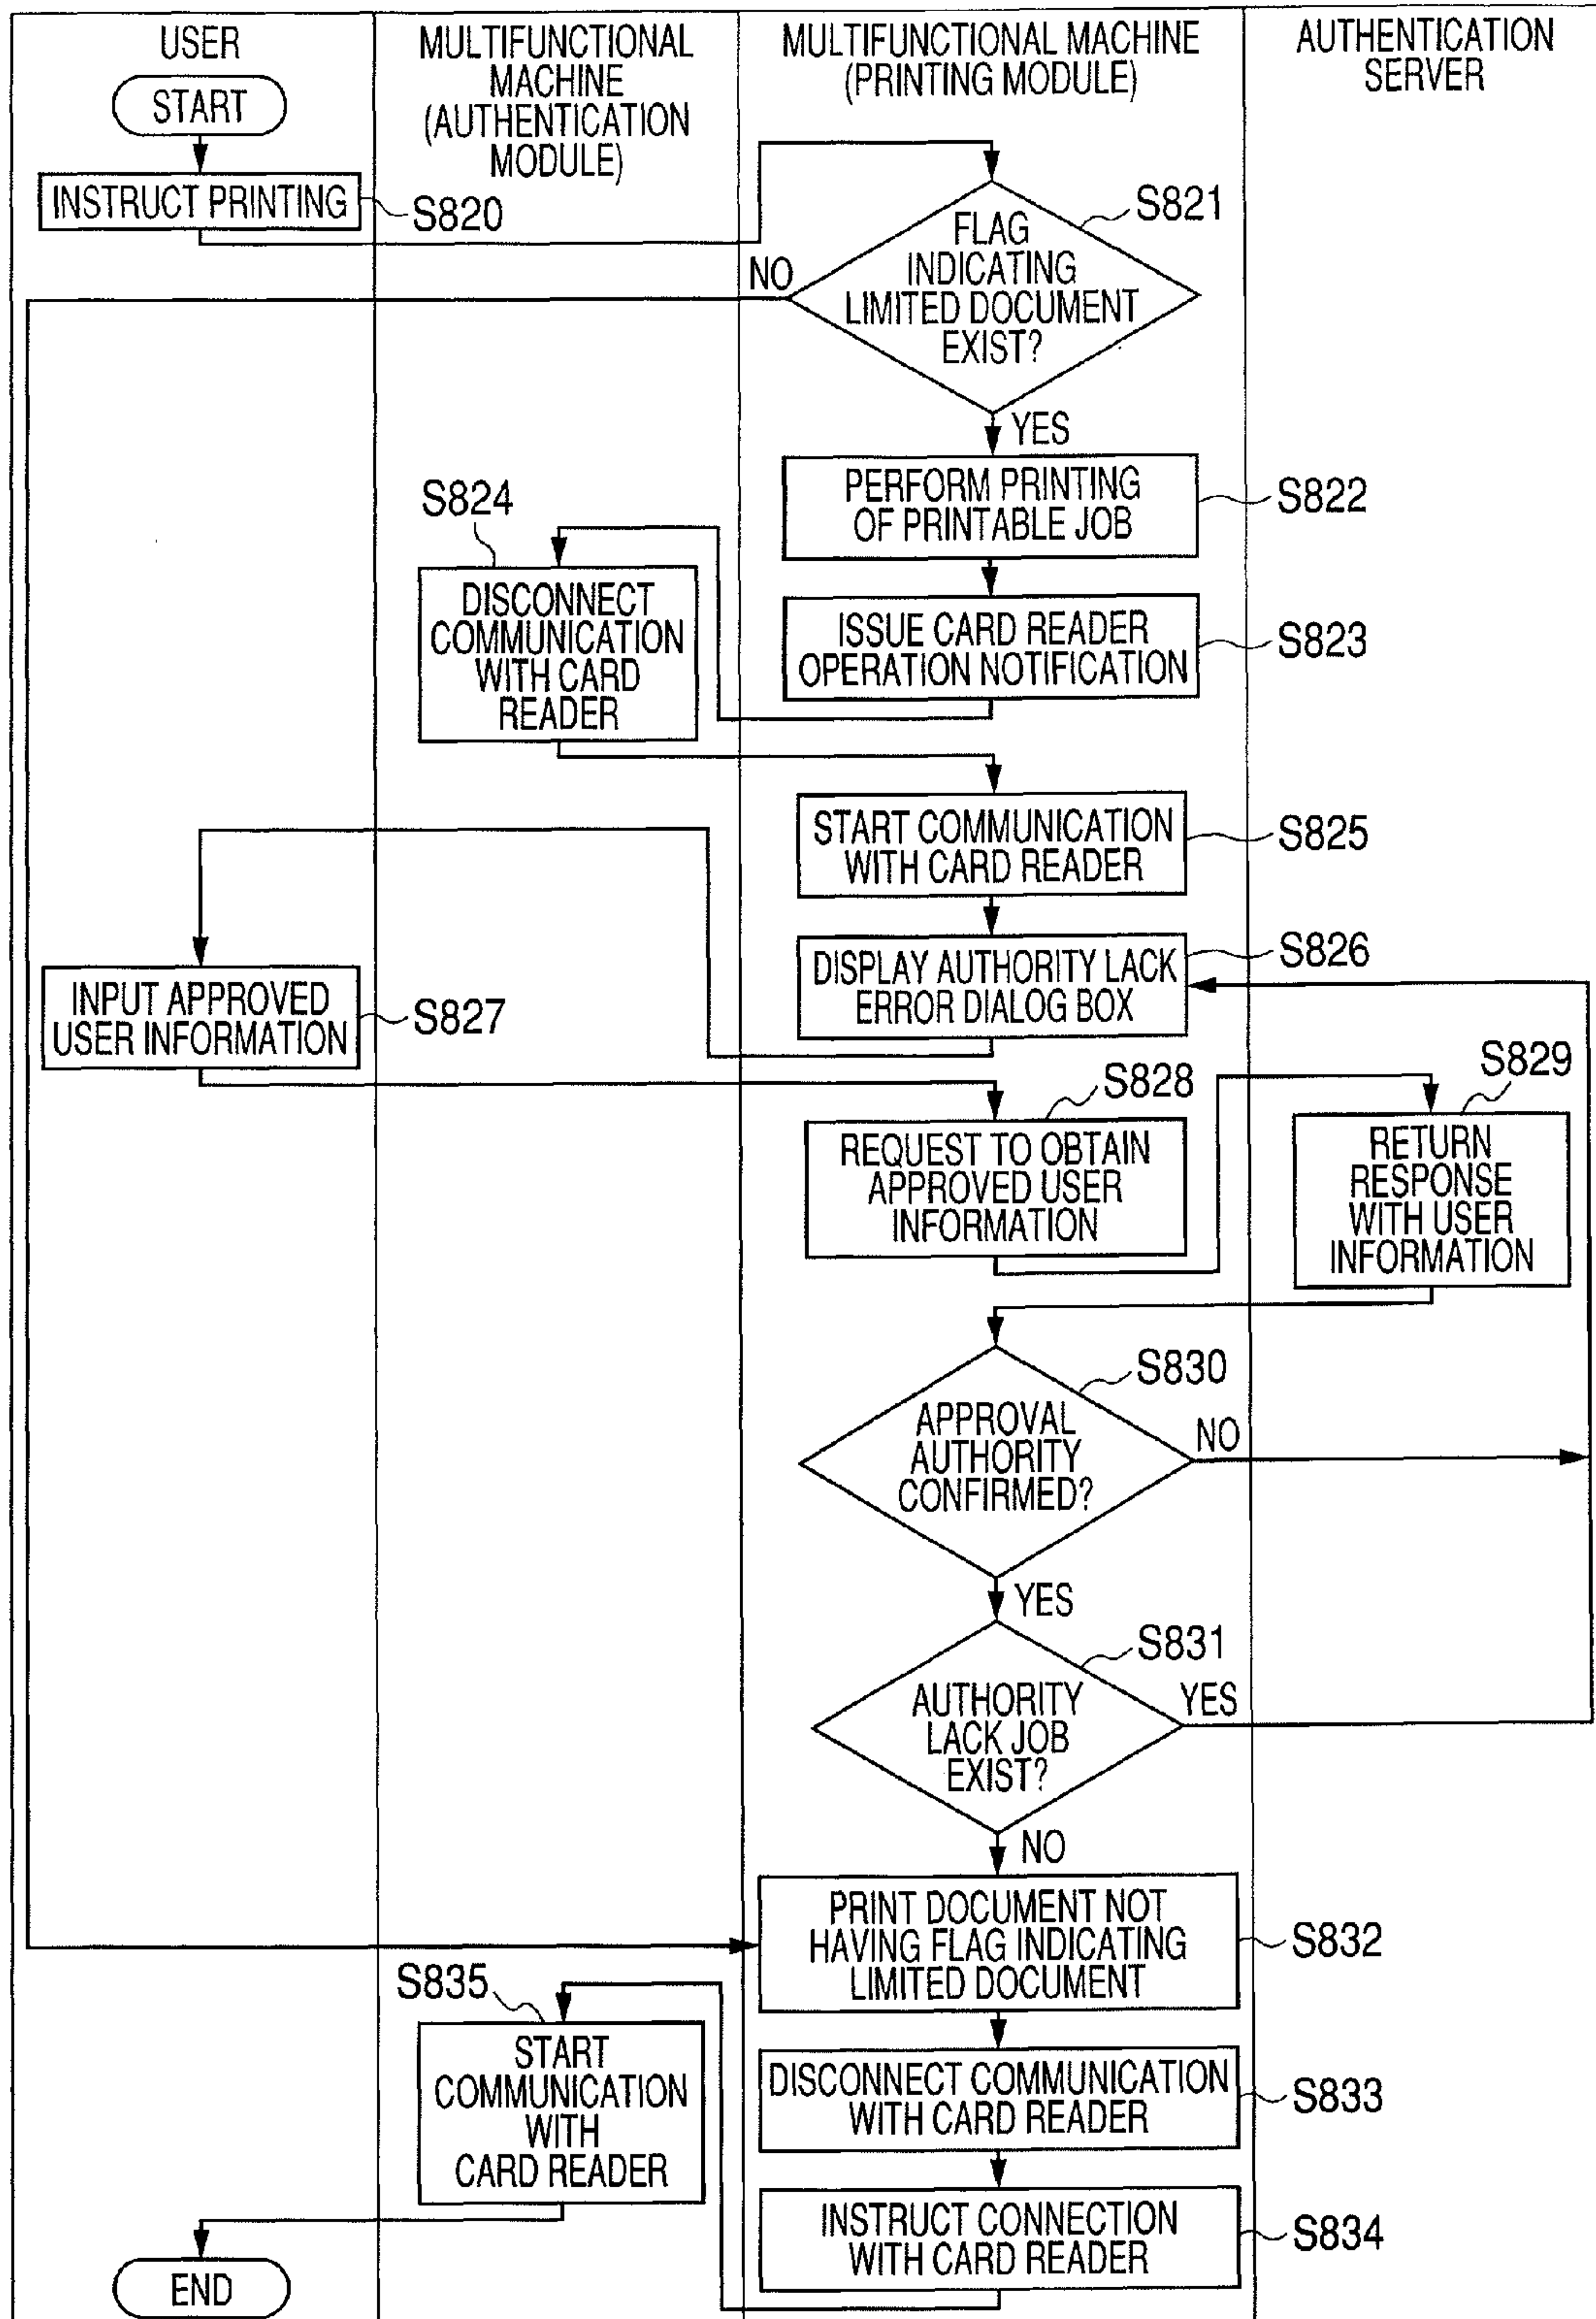 USER
MULTIFUNCTIONAL
MACHINE
(AUTHENTICATION
MODULE)
MULTIFUNCTIONAL MACHINE
(PRINTING MODULE)
AUTHENTICATION
SERVER
START
INSTRUCT PRINTING
S820
FLAG
INDICATING
LIMITED DOCUMENT
EXIST?
S821
NO
YES
PERFORM PRINTING
OF PRINTABLE JOB
S822
ISSUE CARD READER
OPERATION NOTIFICATION
S823
S824
DISCONNECT
COMMUNICATION
WITH CARD
READER
START COMMUNICATION
WITH CARD READER
S825
DISPLAY AUTHORITY LACK
ERROR DIALOG BOX
S826
INPUT APPROVED
USER INFORMATION
S827
S828
REQUEST TO OBTAIN
APPROVED USER
INFORMATION
S829
RETURN
RESPONSE
WITH USER
INFORMATION
S830
APPROVAL
AUTHORITY
CONFIRMED?
NO
YES
S831
AUTHORITY
LACK JOB
EXIST?
YES
NO
PRINT DOCUMENT NOT
HAVING FLAG INDICATING
LIMITED DOCUMENT
S832
DISCONNECT COMMUNICATION
WITH CARD READER
S833
INSTRUCT CONNECTION
WITH CARD READER
S834
S835
START
COMMUNICATION
WITH
CARD READER
END